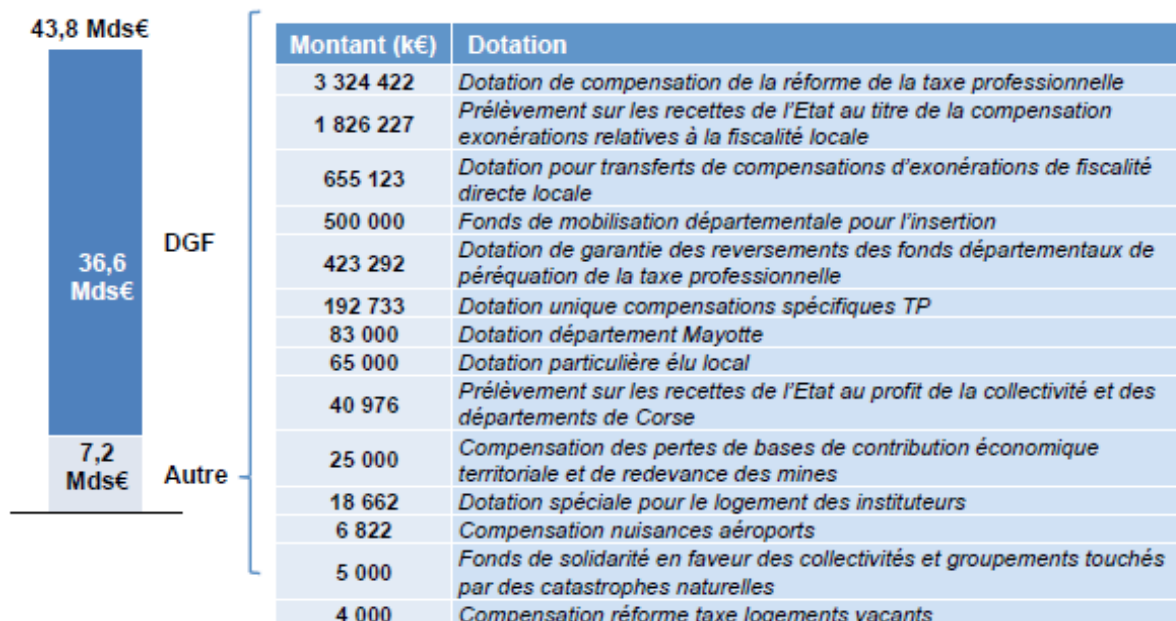 43,8 Mds€
36,6
Mds€
DGF
7,2
Mds€
Autre
Montant (k€) Dotation
3 324 422 Dotation de compensation de la réforme de la taxe professionnelle
1 826 227 Prélèvement sur les recettes de l'Etat au titre de la compensation
exonérations relatives à la fiscalité locale
655 123 Dotation pour transferts de compensations d'exonérations de fiscalité
directe locale
500 000 Fonds de mobilisation départementale pour l'insertion
423 292 Dotation de garantie des reversements des fonds départementaux de
péréquation de la taxe professionnelle
192 733 Dotation unique compensations spécifiques TP
83 000 Dotation département Mayotte
65 000 Dotation particulière élu local
40 976 Prélèvement sur les recettes de l'Etat au profit de la collectivité et des
départements de Corse
25 000 Compensation des pertes de bases de contribution économique
territoriale et de redevance des mines
18 662 Dotation spéciale pour le logement des instituteurs
6 822 Compensation nuisances aéroports
5 000 Fonds de solidarité en faveur des collectivités et groupements touchés
par des catastrophes naturelles
4 000 Compensation réforme taxe logements vacants